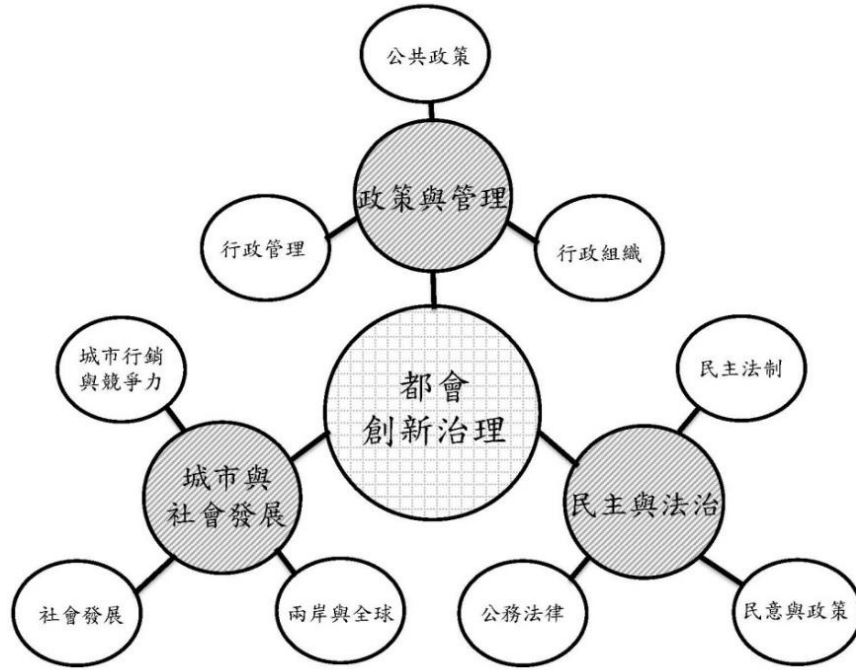 公共政策
政策與管理
行政管理
行政組織
城市行銷
與競爭力
民主法制
都會
創新治理
城市與
社會發展
民主與法治
社會發展
兩岸與全球
公務法律
民意與政策